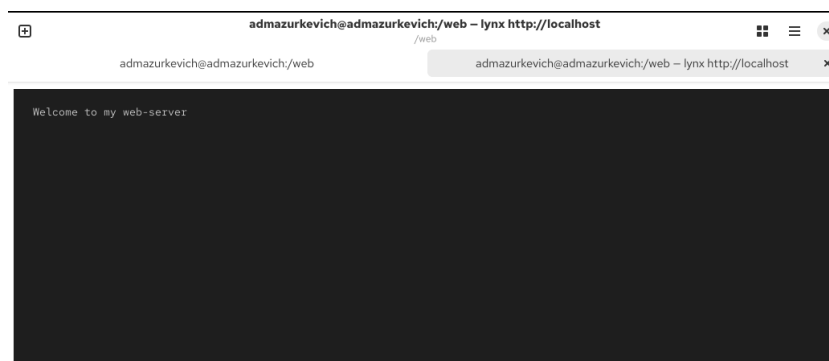 admazurkevich@admazurkevich:/web — lynx http://localhost
/web
admazurkevich@admazurkevich:/web
admazurkevich@admazurkevich:/web — lynx http://localhost
Welcome to my web-server